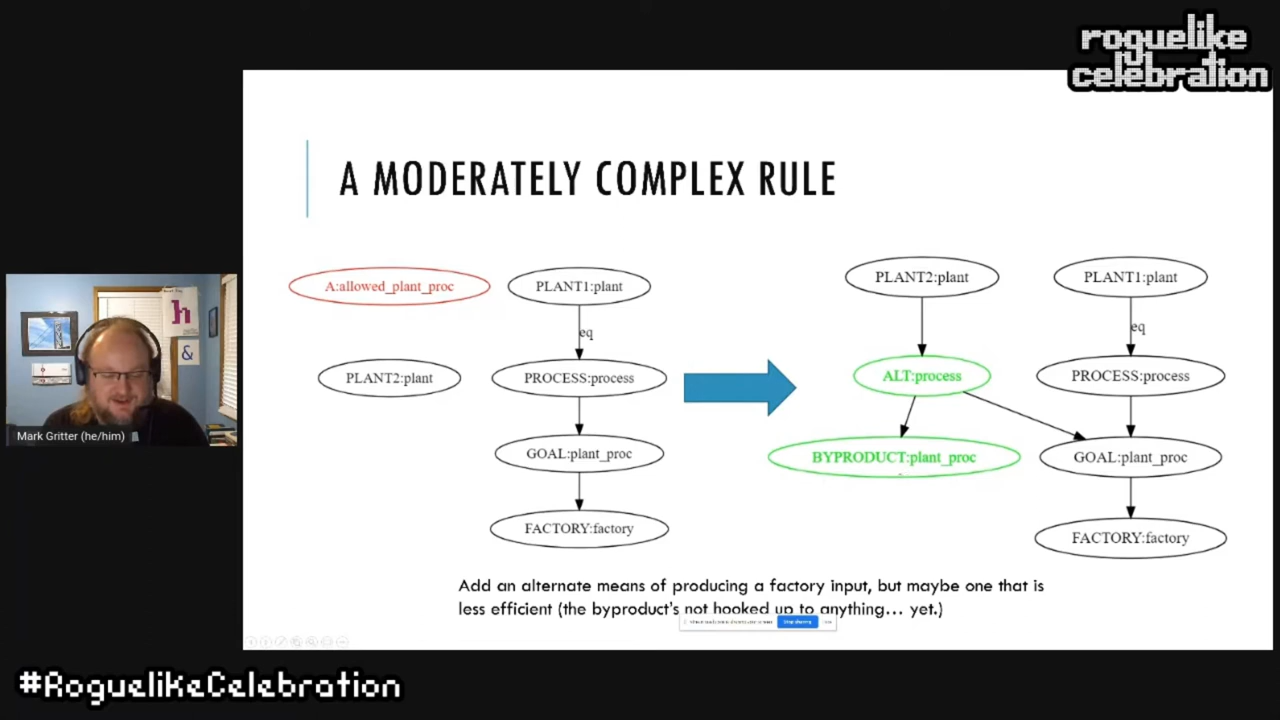 roguelike
celebration
A MODERATELY COMPLEX RULE
A:allowed_plant_proc
PLANT1:plant
eq
PLANT2:plant
PROCESS:process
GOAL:plant_proc
FACTORY:factory
PLANT2:plant
PLANT1:plant
eq
ALT:process
PROCESS:process
BYPRODUCT:plant_proc
GOAL:plant_proc
FACTORY:factory
Add an alternate means of producing a factory input, but maybe one that is
less efficient (the byproduct's not hooked up to anything... yet.)
Stop sharing
h
&
Mark Gritter (he/him)
#RoguelikeCelebration